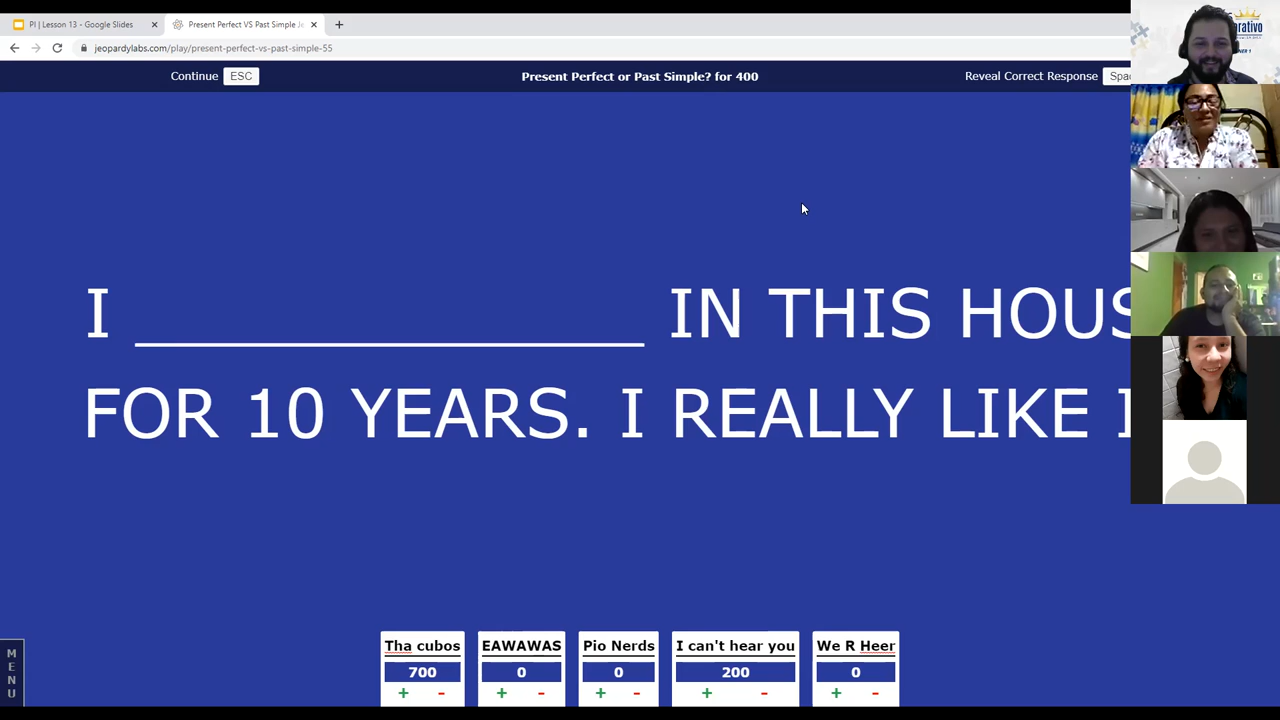 PI | Lesson 13 - Google Slides
Present Perfect VS Past Simple Je
jeopardylabs.com/play/present-perfect-vs-past-simple-55
Continue ESC
Present Perfect or Past Simple? for 400
Reveal Correct Response
I ____________ IN THIS
FOR 10 YEARS. I REALLY LIKE
MENU
Tha cubos EAWAWAS Pio Nerds I can't hear you We R Heer
700 0 0 200 0
+ - + - + - + - + -